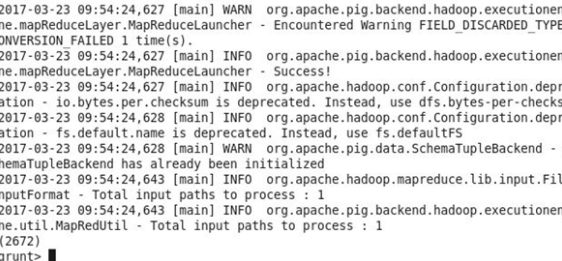 2017-03-23 09:54:24,627 [main] WARN  org.apache.pig.backend.hadoop.executionen
ne.mapReduceLayer.MapReduceLauncher - Encountered Warning FIELD_DISCARDED_TYPE
ONVERSION_FAILED 1 time(s).
2017-03-23 09:54:24,627 [main] INFO  org.apache.pig.backend.hadoop.executionen
ne.mapReduceLayer.MapReduceLauncher - Success!
2017-03-23 09:54:24,627 [main] INFO  org.apache.hadoop.conf.Configuration.depr
ation - io.bytes.per.checksum is deprecated. Instead, use dfs.bytes-per-checks
2017-03-23 09:54:24,628 [main] INFO  org.apache.hadoop.conf.Configuration.depr
ation - fs.default.name is deprecated. Instead, use fs.defaultFS
2017-03-23 09:54:24,628 [main] WARN  org.apache.pig.data.SchemaTupleBackend -
hemaTupleBackend has already been initialized
2017-03-23 09:54:24,643 [main] INFO  org.apache.hadoop.mapreduce.lib.input.Fil
nputFormat - Total input paths to process : 1
2017-03-23 09:54:24,643 [main] INFO  org.apache.pig.backend.hadoop.executionen
ne.util.MapRedUtil - Total input paths to process : 1
(2672)
grunt>